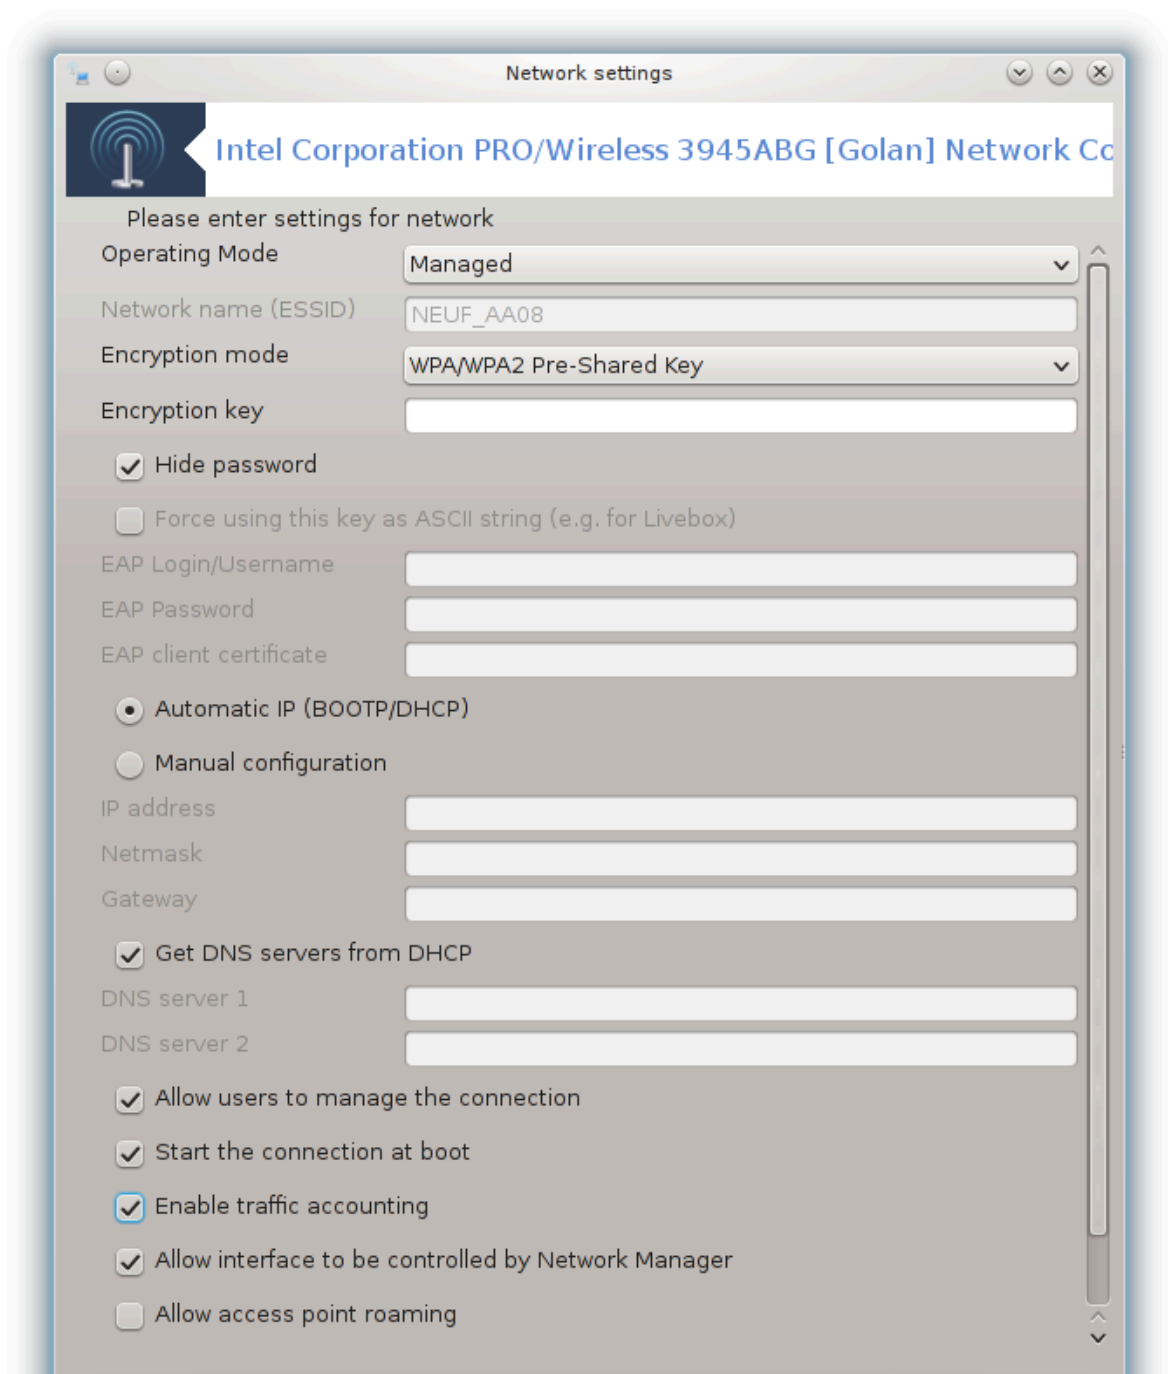 Network settings
Intel Corporation PRO/Wireless 3945ABG [Golan] Network Co
Please enter settings for network
Operating Mode
Managed
Network name (ESSID)
NEUF_AA08
Encryption mode
WPA/WPA2 Pre-Shared Key
Encryption key
Hide password
Force using this key as ASCII string (e.g. for Livebox)
EAP Login/Username
EAP Password
EAP client certificate
Automatic IP (BOOTP/DHCP)
Manual configuration
IP address
Netmask
Gateway
Get DNS servers from DHCP
DNS server 1
DNS server 2
Allow users to manage the connection
Start the connection at boot
Enable traffic accounting
Allow interface to be controlled by Network Manager
Allow access point roaming